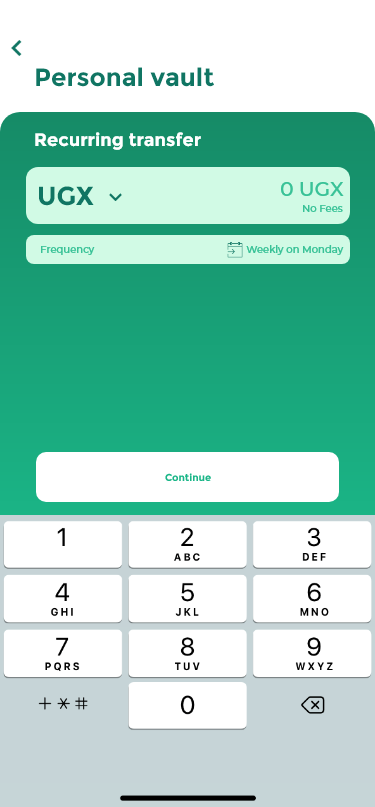 Personal vault
Recurring transfer
UGX
0 UGX
No Fees
Frequency
Weekly on Monday
Continue
1
2
ABC
3
DEF
4
GHI
5
JKL
6
MNO
7
PQRS
8
TUV
9
WXYZ
+ * #
0